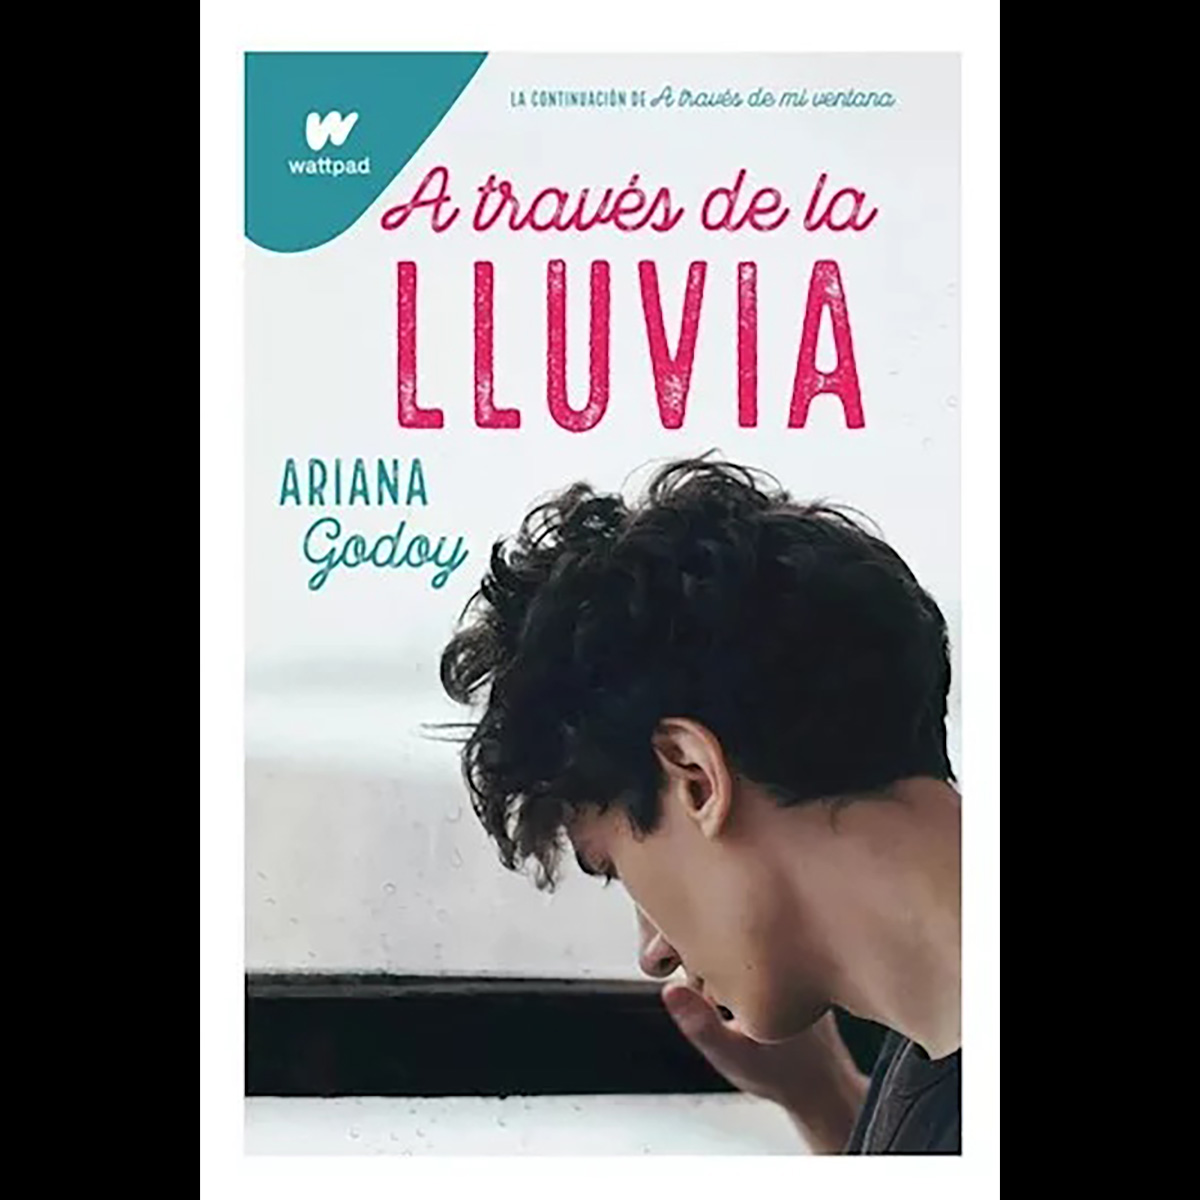 LA CONTINUACIÓN DE A través de mi ventana
wattpad
A través de la
LLUVIA
ARIANA
Godoy